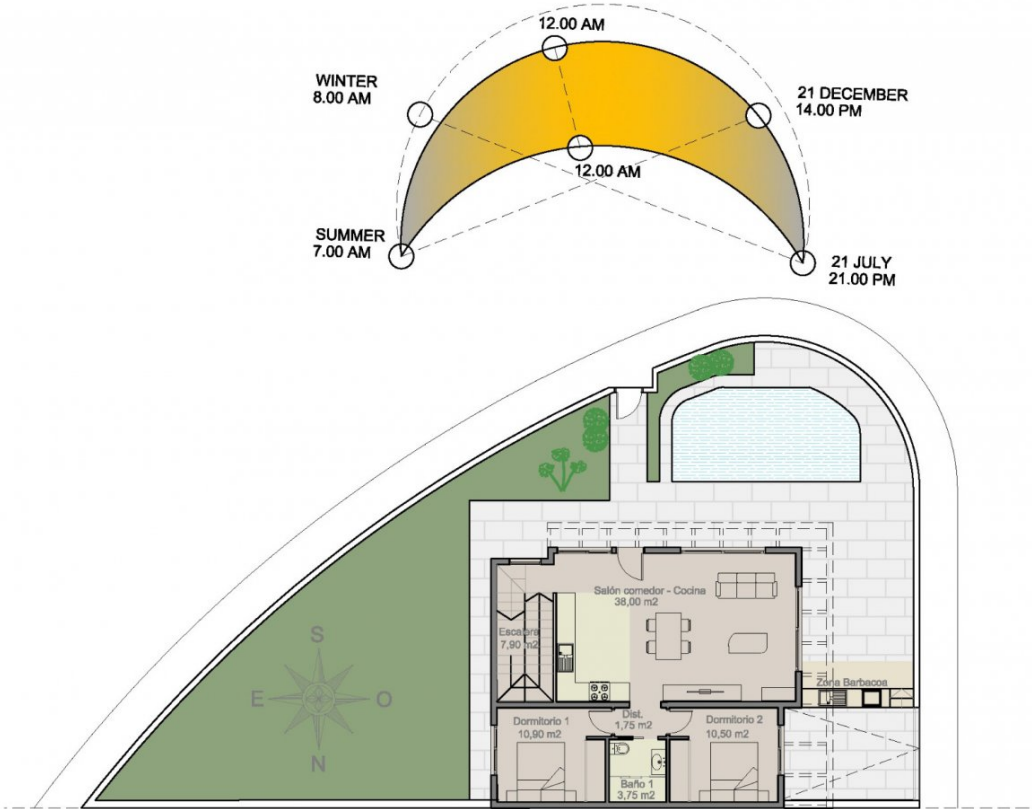 12.00 AM
WINTER
8.00 AM
21 DECEMBER
14.00 PM
12.00 AM
SUMMER
7.00 AM
21 JULY
21.00 PM
Salón comedor - Cocina
38,00 m2
Escalera
7,90 m2
S
E
O
N
Zona Barbacoa
Dormitorio 1
10,90 m2
Dist.
1,75 m2
Dormitorio 2
10,50 m2
Baño 1
3,75 m2